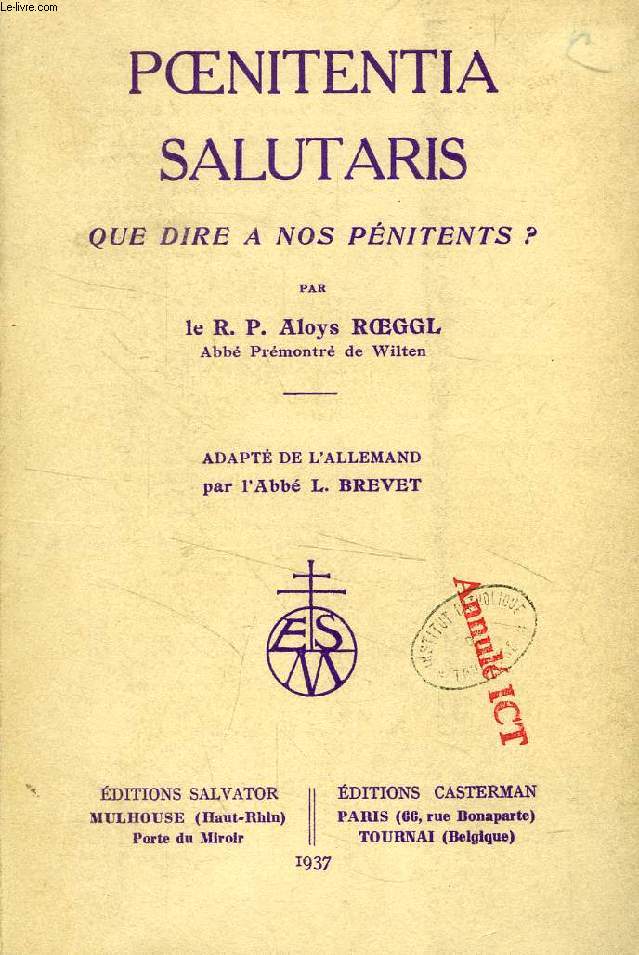 Le-livre.com
PŒNITENTIA
SALUTARIS
QUE DIRE A NOS PÉNITENTS ?
PAR
le R. P. Aloys RŒGGL
Abbé Prémontré de Wilten
ADAPTÉ DE L'ALLEMAND
par l'Abbé L. BREVET
ESM
INSTITUT CATHOLIQUE
Annulé ICT
ÉDITIONS SALVATOR
MULHOUSE (Haut-Rhin)
Porte du Miroir
ÉDITIONS CASTERMAN
PARIS (66, rue Bonaparte)
TOURNAI (Belgique)
1937